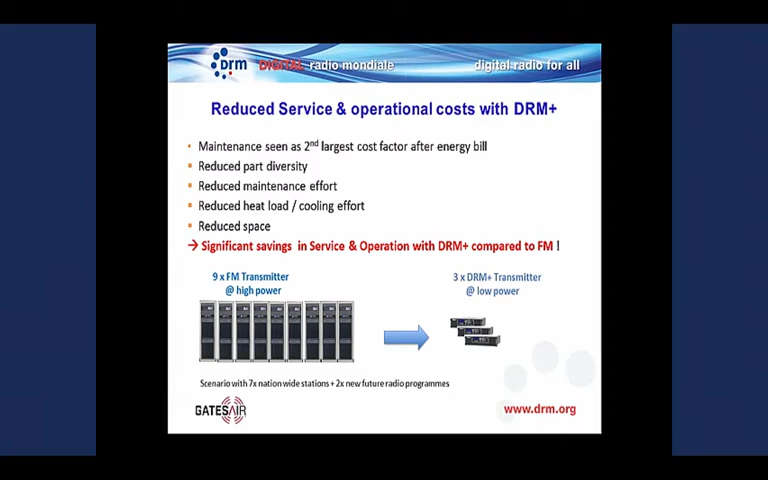 drm DIGITAL radio mondiale digital radio for all
Reduced Service & operational costs with DRM+
• Maintenance seen as 2nd largest cost factor after energy bill
▪ Reduced part diversity
▪ Reduced maintenance effort
▪ Reduced heat load / cooling effort
▪ Reduced space
→ Significant savings in Service & Operation with DRM+ compared to FM !
9 x FM Transmitter
@ high power
3 x DRM+ Transmitter
@ low power
Scenario with 7x nation wide stations + 2x new future radio programmes
GATESAIR
www.drm.org